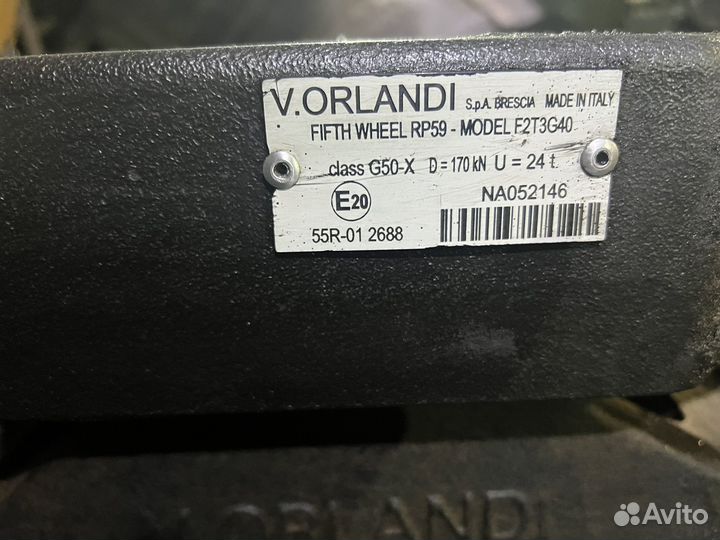 V.ORLANDI S.p.A. BRESCIA MADE IN ITALY
FIFTH WHEEL RP59 - MODEL F2T3G40
class G50-X D=170 kN U = 24 t
E20
NA052146
55R-01 2688
V.ORLANDI
Avito